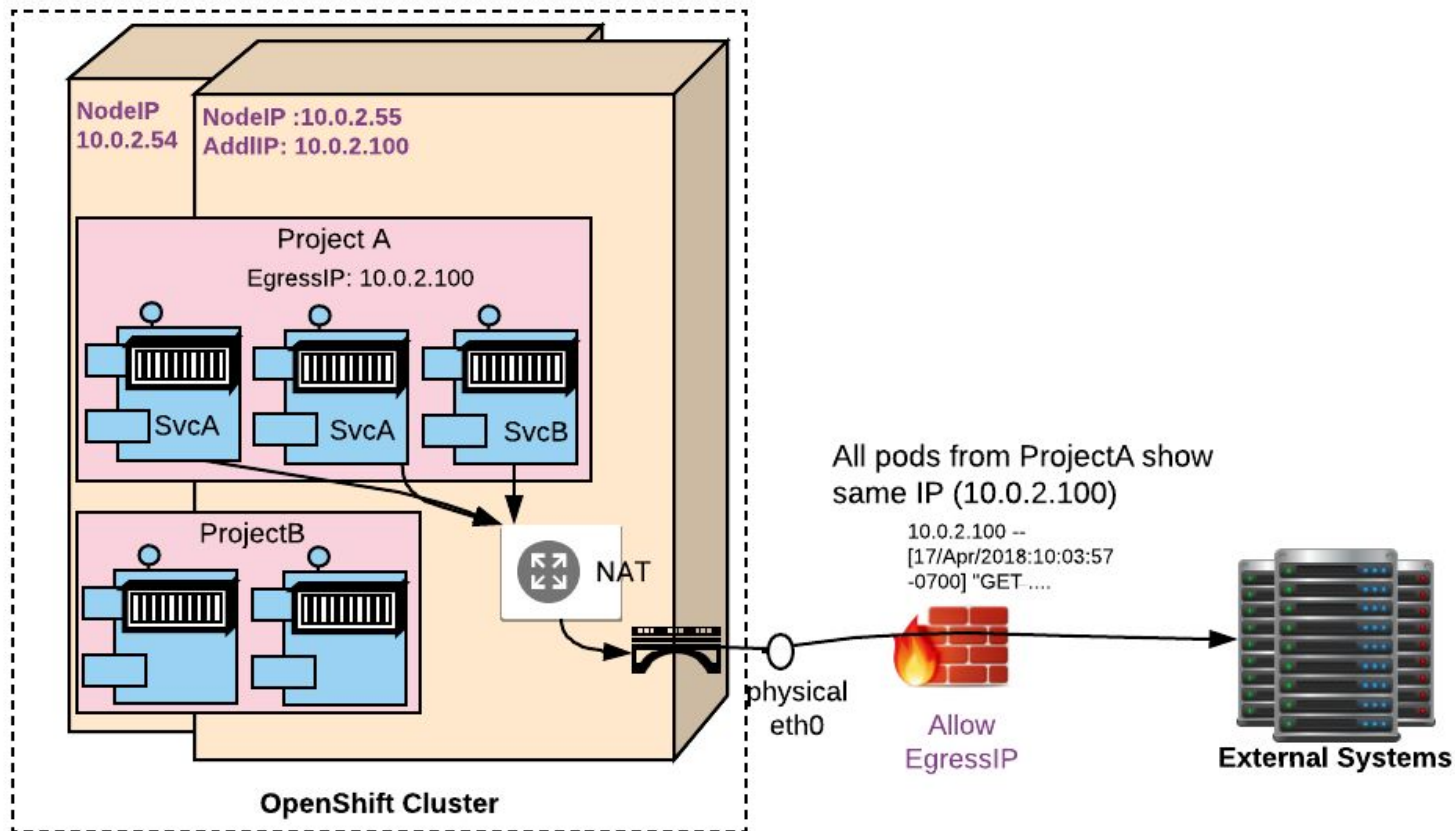 NodeIP
10.0.2.54
NodeIP :10.0.2.55
AddlIP: 10.0.2.100
Project A
EgressIP: 10.0.2.100
SvcA
SvcA
SvcB
ProjectB
NAT
physical
eth0
All pods from ProjectA show
same IP (10.0.2.100)
10.0.2.100 --
[17/Apr/2018:10:03:57
-0700] "GET ....
Allow
EgressIP
External Systems
OpenShift Cluster